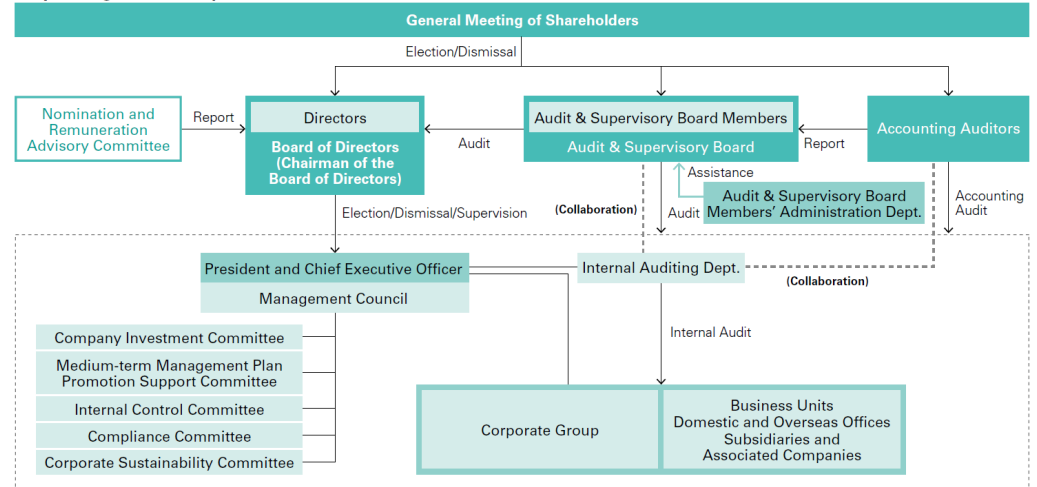 General Meeting of Shareholders
Election/Dismissal
Nomination and
Remuneration
Advisory Committee
Report
Directors
Board of Directors
(Chairman of the
Board of Directors)
Audit
Audit & Supervisory Board Members
Audit & Supervisory Board
Report
Accounting Auditors
Assistance
Audit & Supervisory Board
Members' Administration Dept.
Election/Dismissal/Supervision
(Collaboration)
Audit
Accounting
Audit
President and Chief Executive Officer
Management Council
Internal Auditing Dept.
(Collaboration)
Company Investment Committee
Medium-term Management Plan
Promotion Support Committee
Internal Control Committee
Compliance Committee
Corporate Sustainability Committee
Internal Audit
Corporate Group
Business Units
Domestic and Overseas Offices
Subsidiaries and
Associated Companies